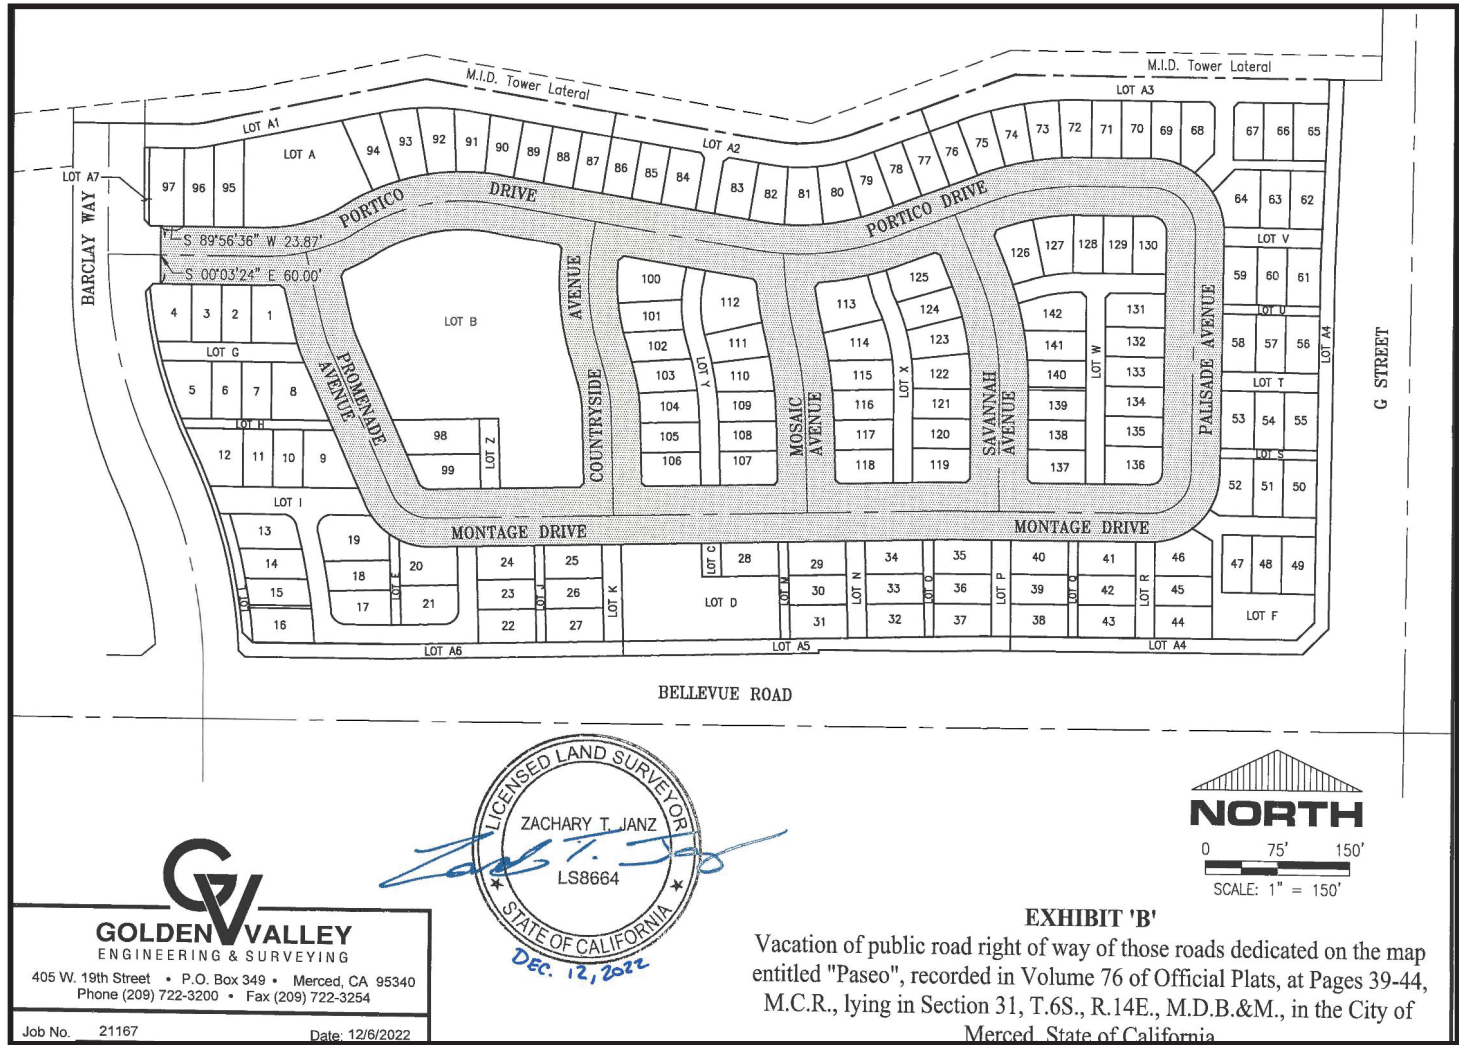 M.I.D. Tower Lateral
M.I.D. Tower Lateral
LOT A3
LOT A1
LOT A2
LOT A
94
93
92
91
90
89
88
87
86
85
84
83
82
81
80
79
78
77
76
75
74
73
72
71
70
69
68
67
66
65
LOT A7
97
96
95
BARCLAY WAY
PORTICO
DRIVE
PORTICO DRIVE
S 89°56'36" W 23.87'
S 00°03'24" E 60.00'
64
63
62
LOT V
59
60
61
LOT U
58
57
56
LOT T
53
54
55
LOT S
52
51
50
LOT A4
G STREET
PALISADE AVENUE
4
3
2
1
LOT G
5
6
7
8
LOT H
12
11
10
9
LOT I
PROMENADE
AVENUE
LOT B
98
99
LOT Z
AVENUE
COUNTRYSIDE
100
101
102
103
104
105
106
LOT Y
112
111
110
109
108
107
MOSAIC
AVENUE
113
114
115
116
117
118
LOT X
125
124
123
122
121
120
119
SAVANNAH
AVENUE
126
127
128
129
130
142
141
140
139
138
137
LOT W
131
132
133
134
135
136
MONTAGE DRIVE
MONTAGE DRIVE
13
14
15
16
LOT L
19
18
17
LOT E
20
21
24
23
22
LOT J
25
26
27
LOT K
LOT C
28
LOT D
LOT M
29
30
31
LOT N
34
33
32
LOT O
35
36
37
LOT P
40
39
38
LOT Q
41
42
43
LOT R
46
45
44
47
48
49
LOT F
LOT A6
LOT A5
LOT A4
BELLEVUE ROAD
LICENSED LAND SURVEYOR
ZACHARY T. JANZ
LS8664
STATE OF CALIFORNIA
DEC. 12, 2022
NORTH
0 75' 150'
SCALE: 1" = 150'
GV
GOLDEN VALLEY
ENGINEERING & SURVEYING
405 W. 19th Street • P.O. Box 349 • Merced, CA 95340
Phone (209) 722-3200 • Fax (209) 722-3254
Job No. 21167 Date: 12/6/2022
EXHIBIT 'B'
Vacation of public road right of way of those roads dedicated on the map
entitled "Paseo", recorded in Volume 76 of Official Plats, at Pages 39-44,
M.C.R., lying in Section 31, T.6S., R.14E., M.D.B.&M., in the City of
Merced, State of California